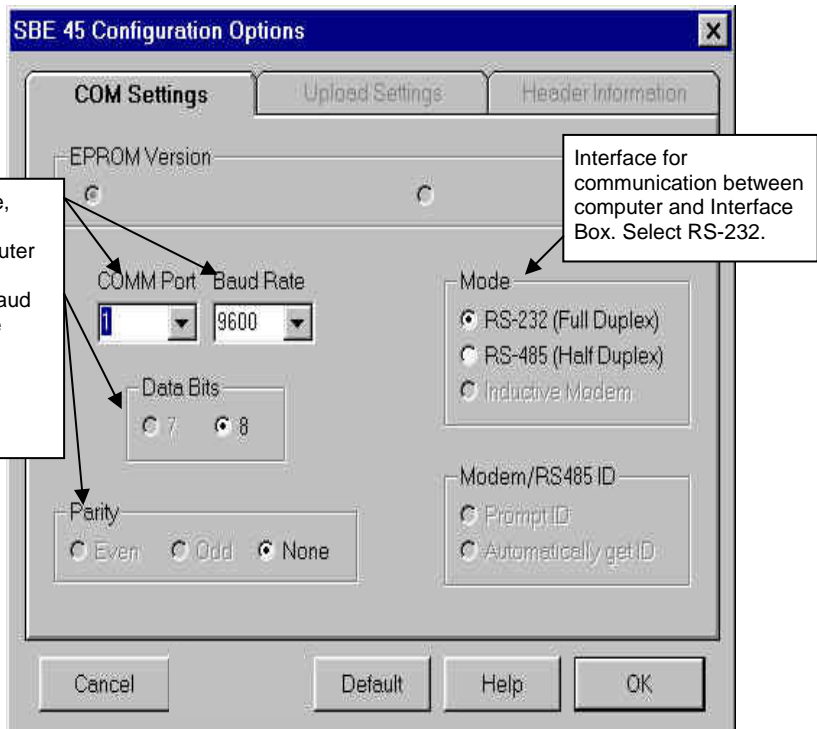 SBE 45 Configuration Options
COM Settings
Upload Settings
Header Information
EPROM Version
Interface for
communication between
computer and Interface
Box. Select RS-232.
COMM Port
Baud Rate
1
9600
Data Bits
7
8
Parity
Even
Odd
None
Mode
RS-232 (Full Duplex)
RS-485 (Half Duplex)
Inductive Modem
Modem/RS485 ID
Prompt ID
Automatically get ID
Cancel
Default
Help
OK